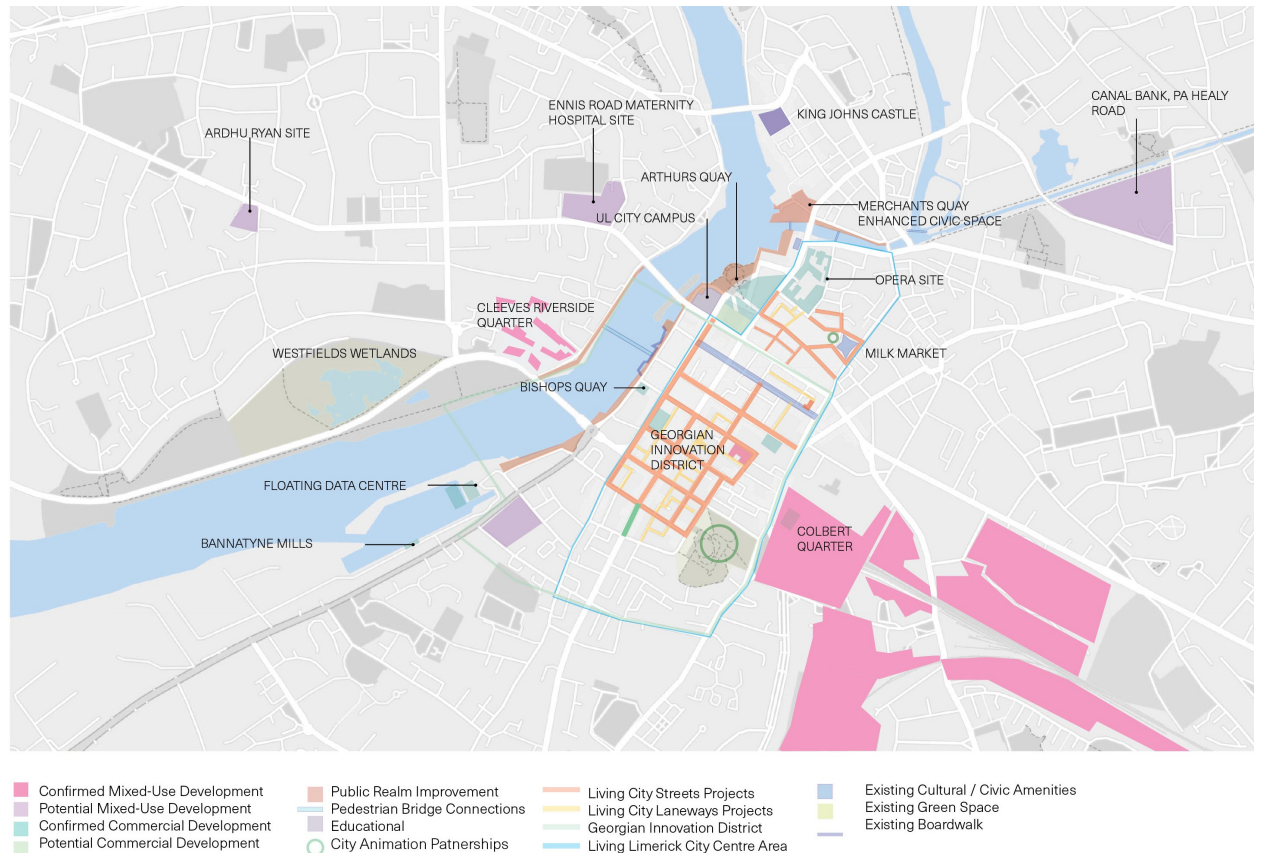 ENNIS ROAD MATERNITY
HOSPITAL SITE
KING JOHNS CASTLE
CANAL BANK, PA HEALY
ROAD
ARDHU RYAN SITE
ARTHURS QUAY
MERCHANTS QUAY
ENHANCED CIVIC SPACE
UL CITY CAMPUS
OPERA SITE
CLEEVES RIVERSIDE
QUARTER
WESTFIELDS WETLANDS
MILK MARKET
BISHOPS QUAY
GEORGIAN
INNOVATION
DISTRICT
FLOATING DATA CENTRE
BANNATYNE MILLS
COLBERT
QUARTER
Confirmed Mixed-Use Development
Potential Mixed-Use Development
Confirmed Commercial Development
Potential Commercial Development
Public Realm Improvement
Pedestrian Bridge Connections
Educational
City Animation Patnerships
Living City Streets Projects
Living City Laneways Projects
Georgian Innovation District
Living Limerick City Centre Area
Existing Cultural / Civic Amenities
Existing Green Space
Existing Boardwalk